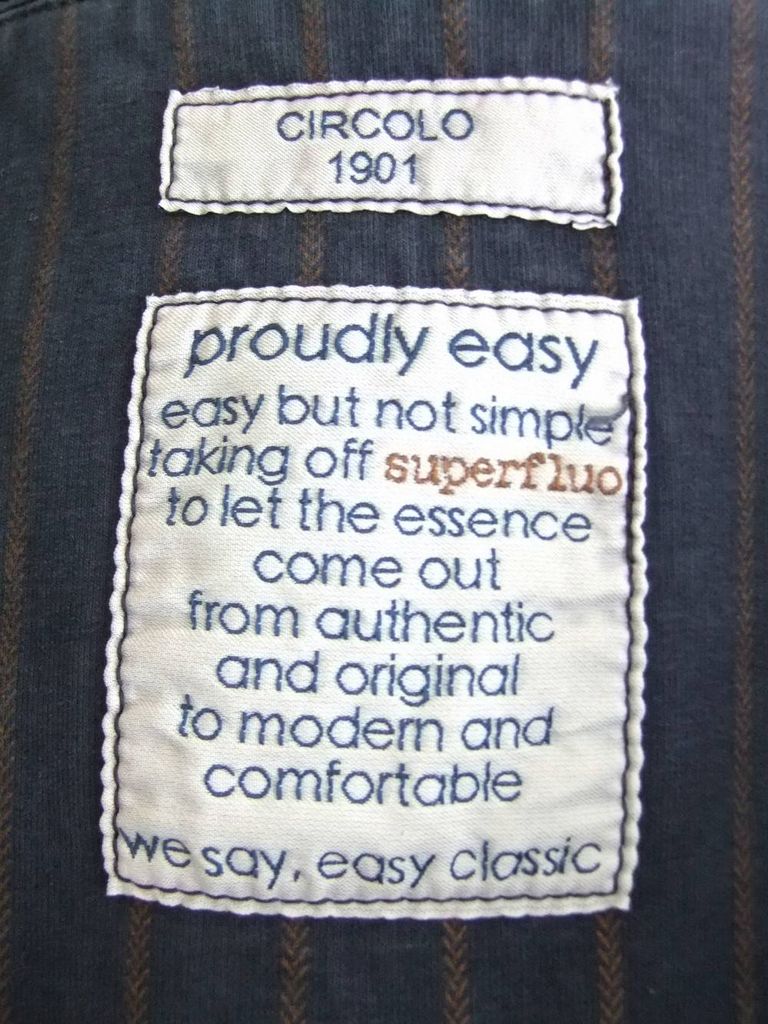 CIRCOLO
1901
proudly easy
easy but not simple
taking off superfluo
to let the essence
come out
from authentic
and original
to modern and
comfortable
we say, easy classic